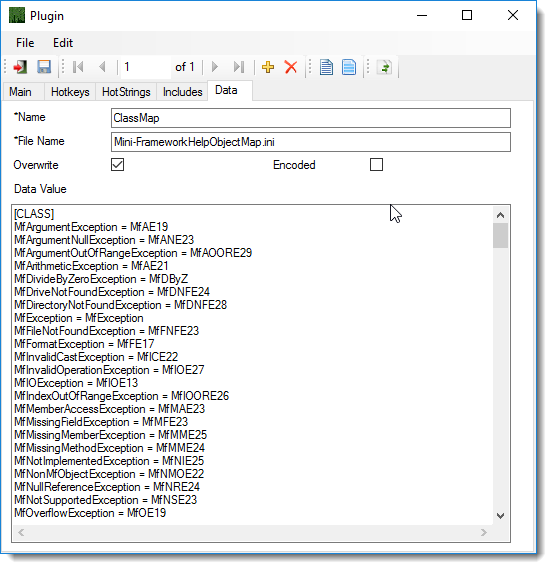 Plugin
File Edit
1 of 1
Main Hotkeys HotStrings Includes Data
*Name ClassMap
*File Name Mini-FrameworkHelpObjectMap.ini
Overwrite Encoded
Data Value
[CLASS]
MfArgumentException = MfAE19
MfArgumentNullException = MfANE23
MfArgumentOutOfRangeException = MfAOORE29
MfArithmeticException = MfAE21
MfDivideByZeroException = MfDByZ
MfDriveNotFoundException = MfDNFE24
MfDirectoryNotFoundException = MfDNFE28
MfException = MfException
MfFileNotFoundException = MfFNFE23
MfFormatException = MfFE17
MfInvalidCastException = MfICE22
MfInvalidOperationException = MfIOE27
MfIOException = MfIOE13
MfIndexOutOfRangeException = MfIOORE26
MfMemberAccessException = MfMAE23
MfMissingFieldException = MfMFE23
MfMissingMemberException = MfMME25
MfMissingMethodException = MfMME24
MfNotImplementedException = MfNIE25
MfNonMfObjectException = MfNMOE22
MfNullReferenceException = MfNRE24
MfNotSupportedException = MfNSE23
MfOverflowException = MfOE19